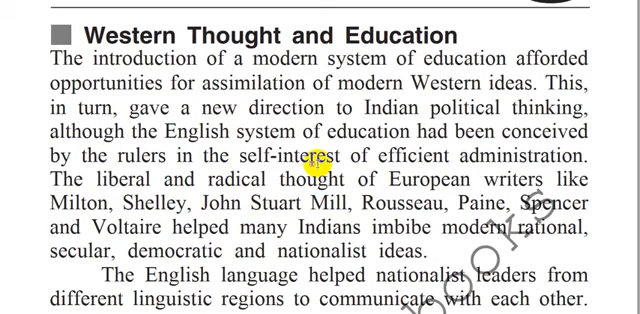 Western Thought and Education
The introduction of a modern system of education afforded
opportunities for assimilation of modern Western ideas. This,
in turn, gave a new direction to Indian political thinking,
although the English system of education had been conceived
by the rulers in the self-interest of efficient administration.
The liberal and radical thought of European writers like
Milton, Shelley, John Stuart Mill, Rousseau, Paine, Spencer
and Voltaire helped many Indians imbibe modern rational,
secular, democratic and nationalist ideas.
The English language helped nationalist leaders from
different linguistic regions to communicate with each other.
ooks